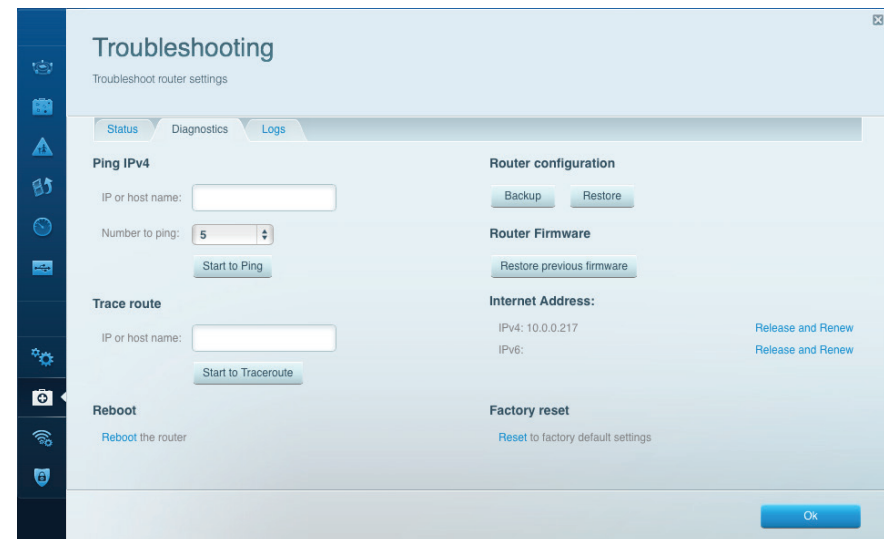 Troubleshooting
Troubleshoot router settings
Status Diagnostics Logs
Ping IPv4
IP or host name:
Number to ping: 5
Start to Ping
Trace route
IP or host name:
Start to Traceroute
Reboot
Reboot the router
Router configuration
Backup Restore
Router Firmware
Restore previous firmware
Internet Address:
IPv4: 10.0.0.217 Release and Renew
IPv6: Release and Renew
Factory reset
Reset to factory default settings
Ok